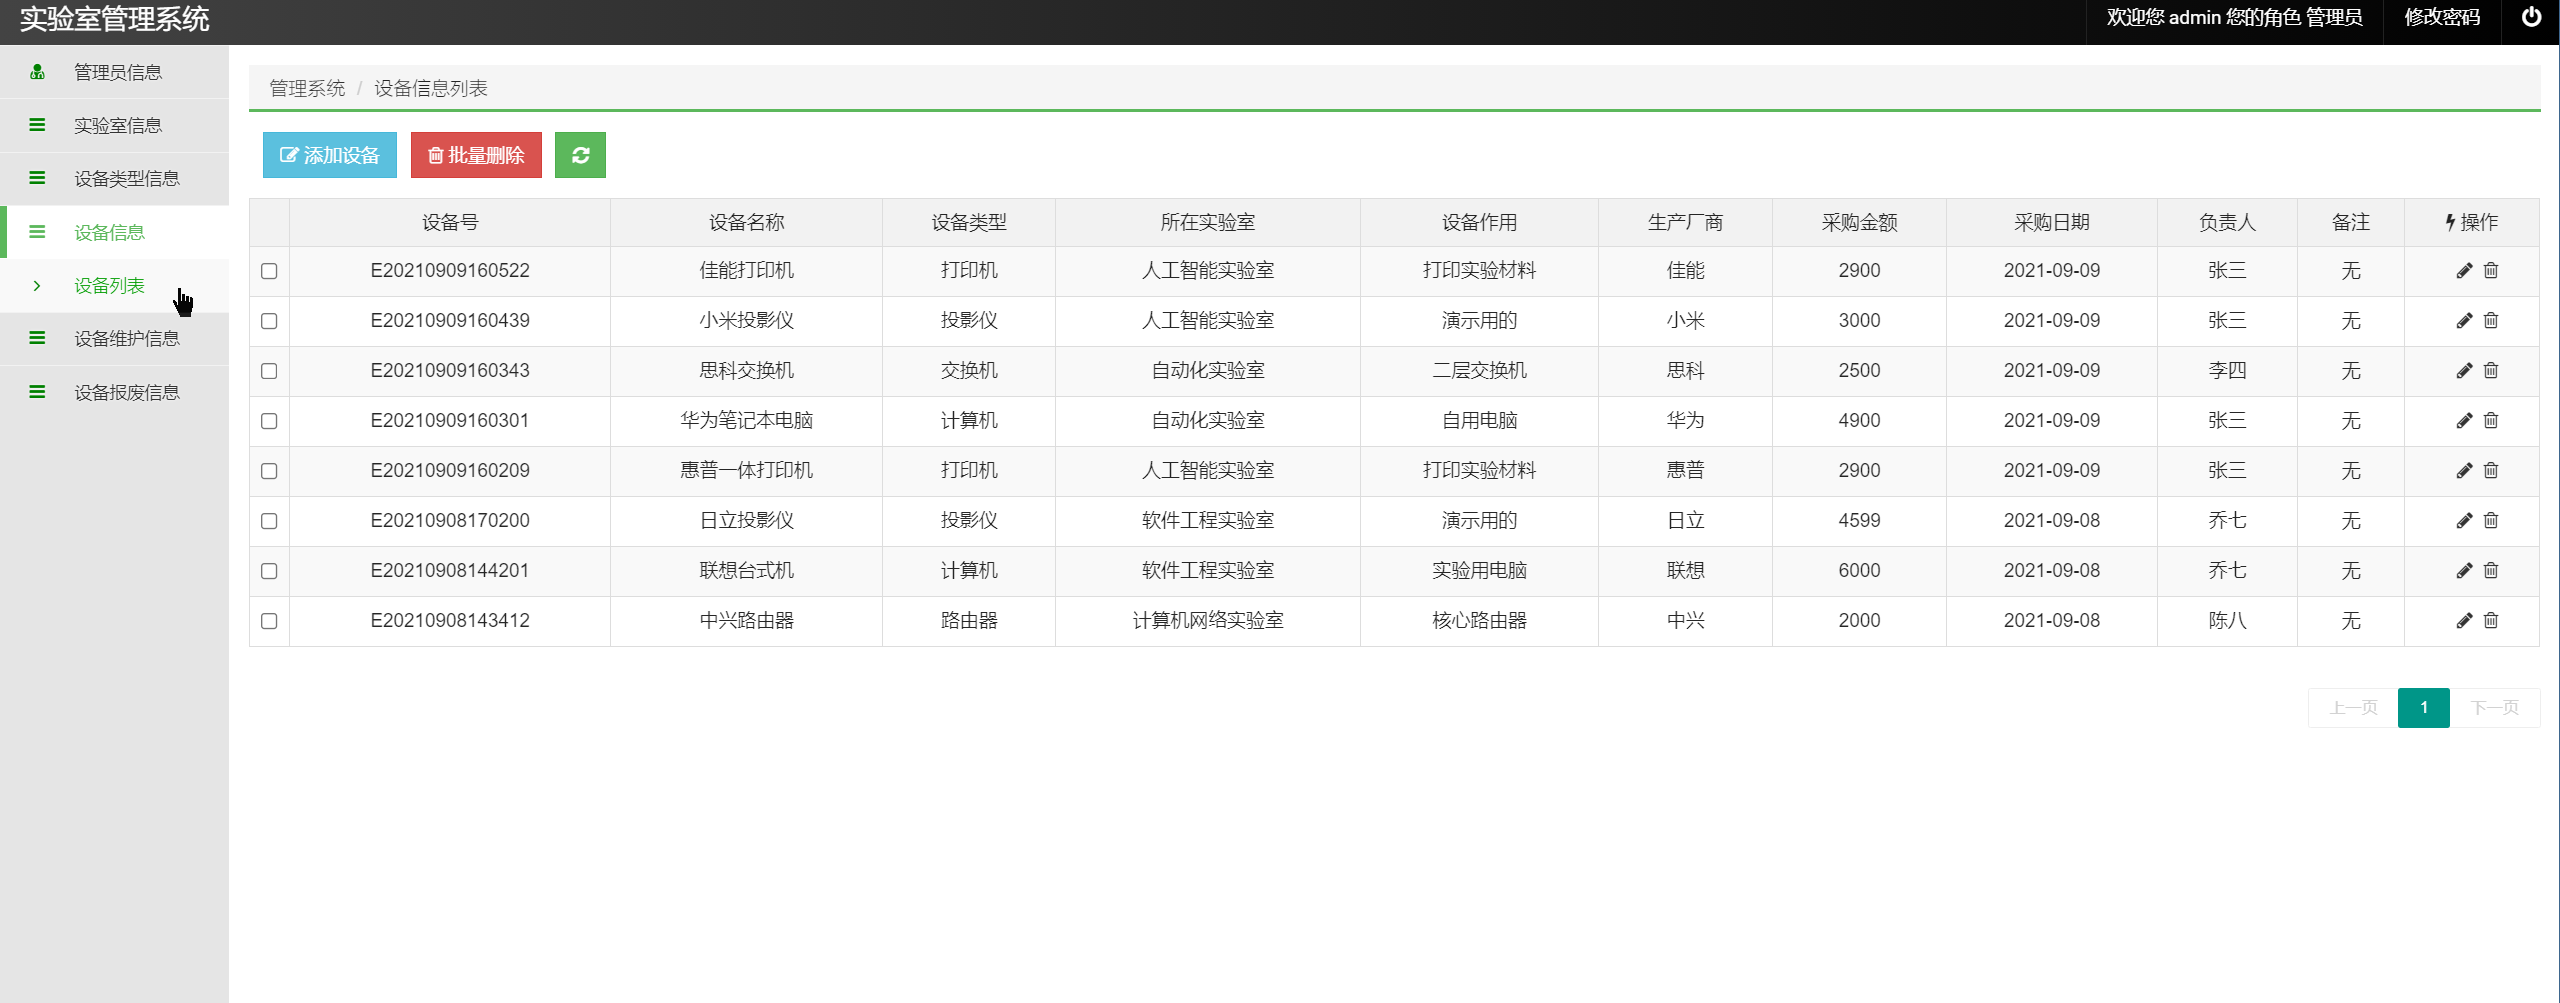 实验室管理系统
欢迎您 admin 您的角色 管理员 修改密码
管理员信息
实验室信息
设备类型信息
设备信息
设备列表
设备维护信息
设备报废信息
管理系统 / 设备信息列表
添加设备 批量删除
设备号 设备名称 设备类型 所在实验室 设备作用 生产厂商 采购金额 采购日期 负责人 备注 操作
E20210909160522 佳能打印机 打印机 人工智能实验室 打印实验材料 佳能 2900 2021-09-09 张三 无
E20210909160439 小米投影仪 投影仪 人工智能实验室 演示用的 小米 3000 2021-09-09 张三 无
E20210909160343 思科交换机 交换机 自动化实验室 二层交换机 思科 2500 2021-09-09 李四 无
E20210909160301 华为笔记本电脑 计算机 自动化实验室 自用电脑 华为 4900 2021-09-09 张三 无
E20210909160209 惠普一体打印机 打印机 人工智能实验室 打印实验材料 惠普 2900 2021-09-09 张三 无
E20210908170200 日立投影仪 投影仪 软件工程实验室 演示用的 日立 4599 2021-09-08 乔七 无
E20210908144201 联想台式机 计算机 软件工程实验室 实验用电脑 联想 6000 2021-09-08 乔七 无
E20210908143412 中兴路由器 路由器 计算机网络实验室 核心路由器 中兴 2000 2021-09-08 陈八 无
上一页 1 下一页